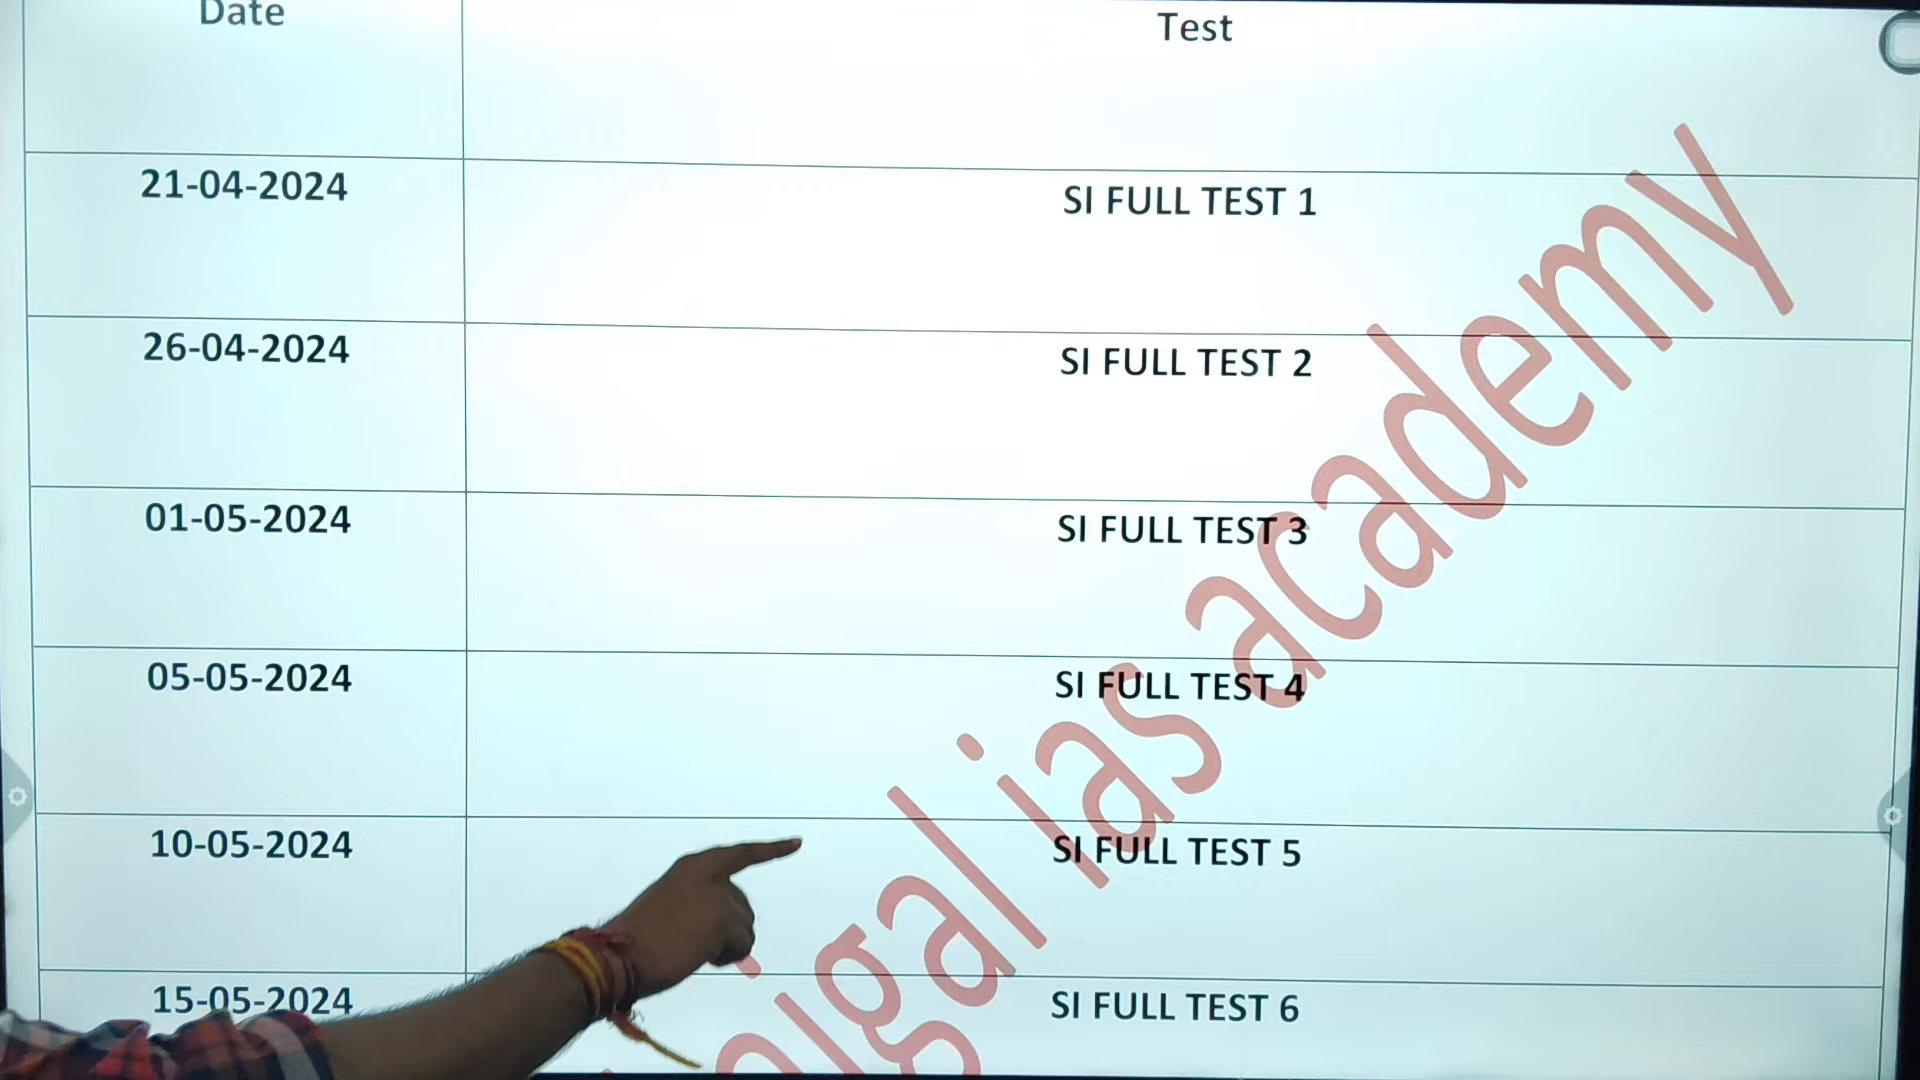 Date Test
21-04-2024 SI FULL TEST 1
26-04-2024 SI FULL TEST 2
01-05-2024 SI FULL TEST 3
05-05-2024 SI FULL TEST 4
10-05-2024 SI FULL TEST 5
15-05-2024 SI FULL TEST 6
ias academy